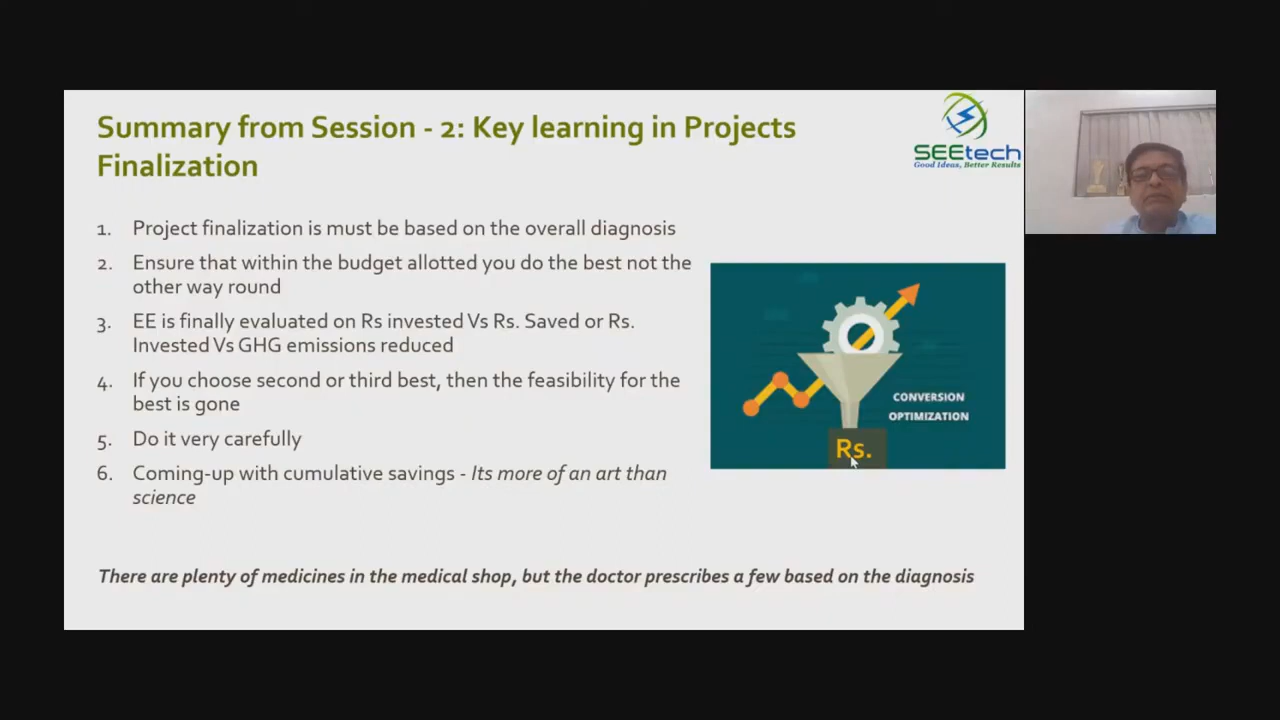 Summary from Session - 2: Key learning in Projects
Finalization
SEEtech
Good Ideas, Better Results
1. Project finalization is must be based on the overall diagnosis
2. Ensure that within the budget allotted you do the best not the
other way round
3. EE is finally evaluated on Rs invested Vs Rs. Saved or Rs.
Invested Vs GHG emissions reduced
4. If you choose second or third best, then the feasibility for the
best is gone
5. Do it very carefully
6. Coming-up with cumulative savings - Its more of an art than
science
CONVERSION
OPTIMIZATION
Rs.
There are plenty of medicines in the medical shop, but the doctor prescribes a few based on the diagnosis